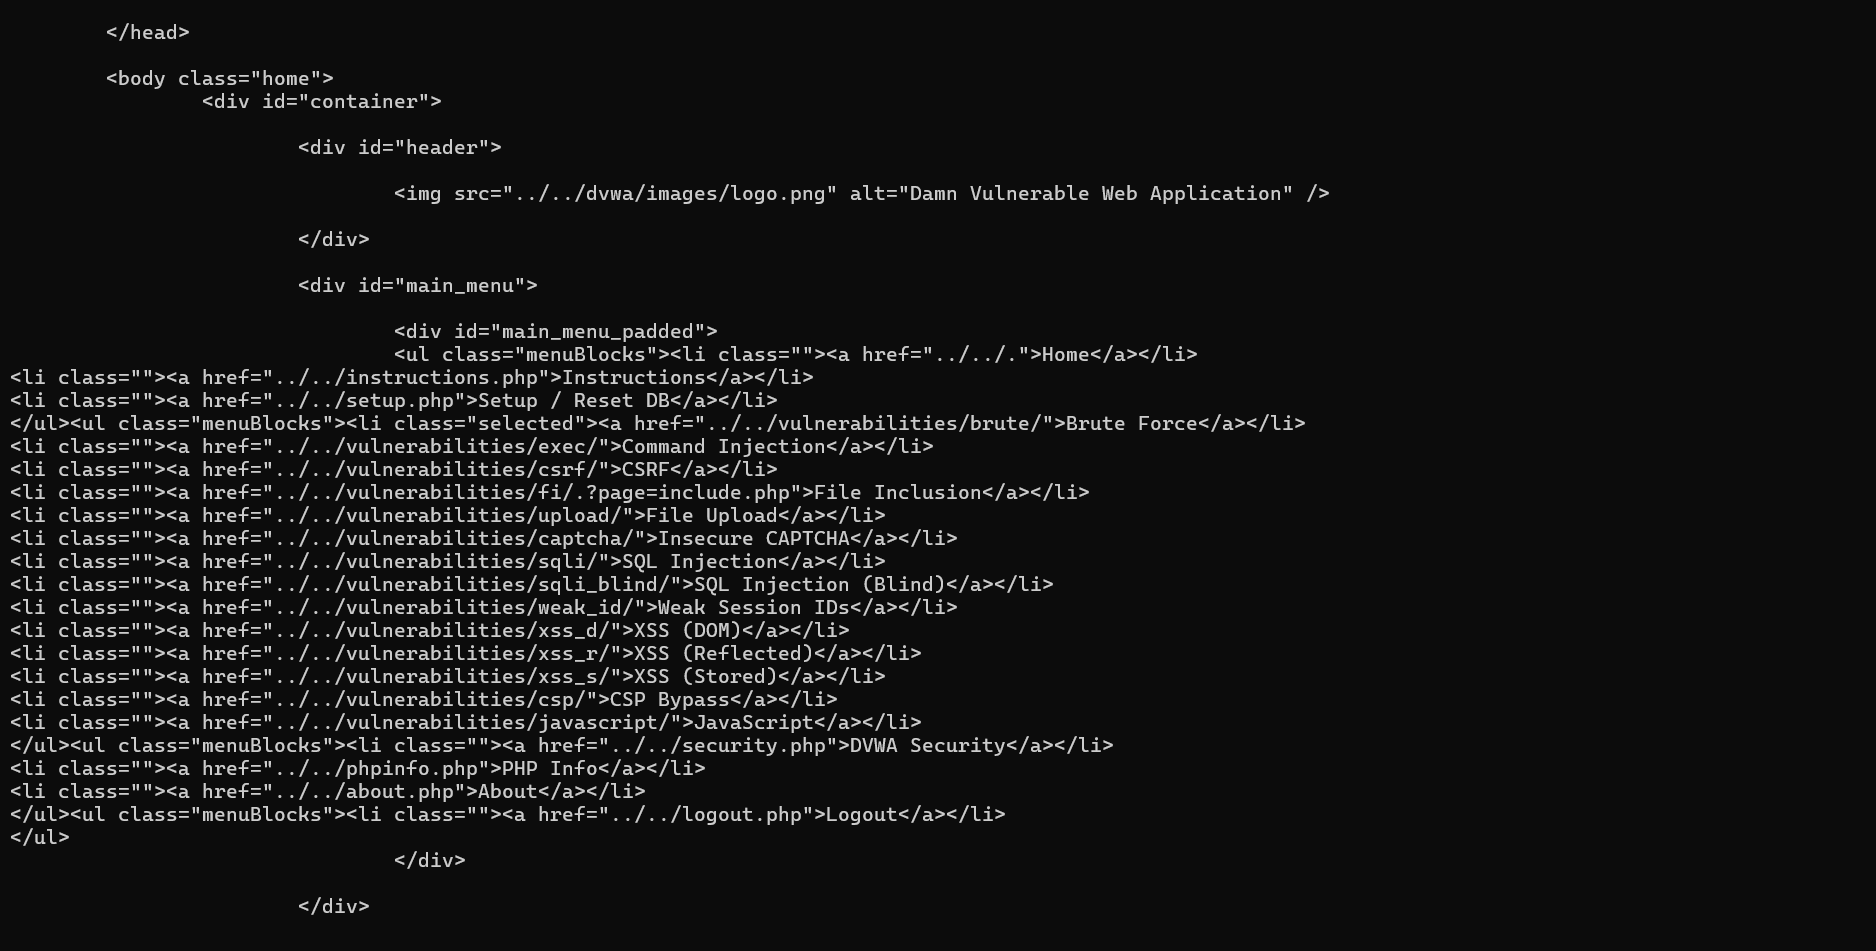 </head>
<body class="home">
<div id="container">
<div id="header">
<img src="../../dvwa/images/logo.png" alt="Damn Vulnerable Web Application" />
</div>
<div id="main_menu">
<div id="main_menu_padded">
<ul class="menuBlocks"><li class=""><a href="../../.">Home</a></li>
<li class=""><a href="../../instructions.php">Instructions</a></li>
<li class=""><a href="../../setup.php">Setup / Reset DB</a></li>
</ul><ul class="menuBlocks"><li class="selected"><a href="../../vulnerabilities/brute/">Brute Force</a></li>
<li class=""><a href="../../vulnerabilities/exec/">Command Injection</a></li>
<li class=""><a href="../../vulnerabilities/csrf/">CSRF</a></li>
<li class=""><a href="../../vulnerabilities/fi/.?page=include.php">File Inclusion</a></li>
<li class=""><a href="../../vulnerabilities/upload/">File Upload</a></li>
<li class=""><a href="../../vulnerabilities/captcha/">Insecure CAPTCHA</a></li>
<li class=""><a href="../../vulnerabilities/sqli/">SQL Injection</a></li>
<li class=""><a href="../../vulnerabilities/sqli_blind/">SQL Injection (Blind)</a></li>
<li class=""><a href="../../vulnerabilities/weak_id/">Weak Session IDs</a></li>
<li class=""><a href="../../vulnerabilities/xss_d/">XSS (DOM)</a></li>
<li class=""><a href="../../vulnerabilities/xss_r/">XSS (Reflected)</a></li>
<li class=""><a href="../../vulnerabilities/xss_s/">XSS (Stored)</a></li>
<li class=""><a href="../../vulnerabilities/csp/">CSP Bypass</a></li>
<li class=""><a href="../../vulnerabilities/javascript/">JavaScript</a></li>
</ul><ul class="menuBlocks"><li class=""><a href="../../security.php">DVWA Security</a></li>
<li class=""><a href="../../phpinfo.php">PHP Info</a></li>
<li class=""><a href="../../about.php">About</a></li>
</ul><ul class="menuBlocks"><li class=""><a href="../../logout.php">Logout</a></li>
</ul>
</div>
</div>